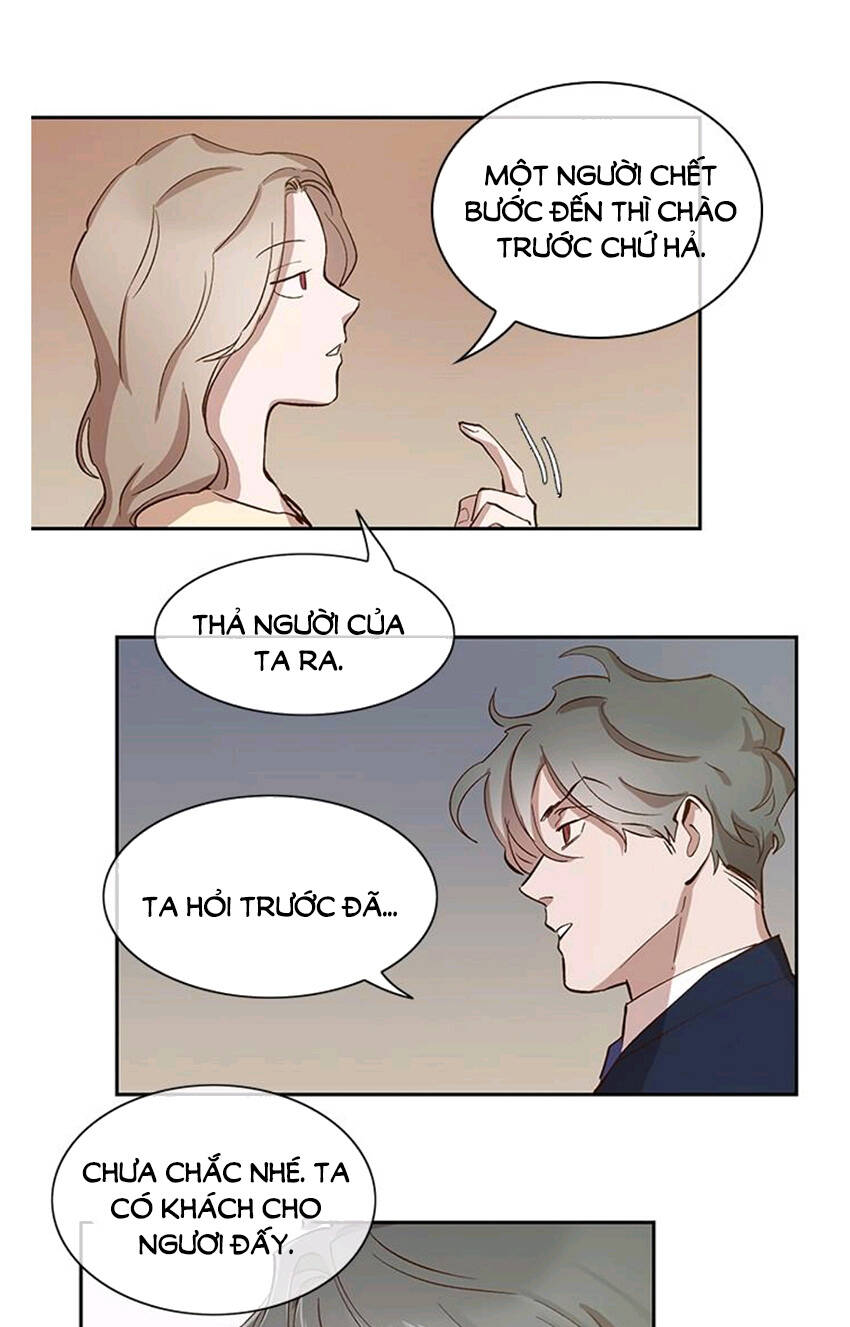 MỘT NGƯỜI CHẾT
BƯỚC ĐẾN THÌ CHÀO
TRƯỚC CHỨ HẢ.
THẢ NGƯỜI CỦA
TA RA.
TA HỎI TRƯỚC ĐÃ...
CHƯA CHẮC NHÉ. TA
CÓ KHÁCH CHO
NGƯƠI ĐẤY.